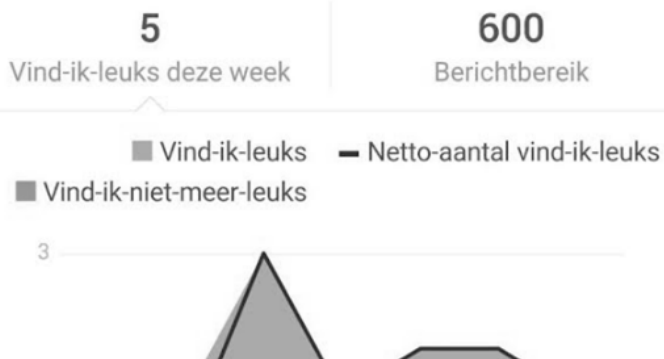 5 600
Vind-ik-leuks deze week Berichtbereik
Vind-ik-leuks Netto-aantal vind-ik-leuks
Vind-ik-niet-meer-leuks
3